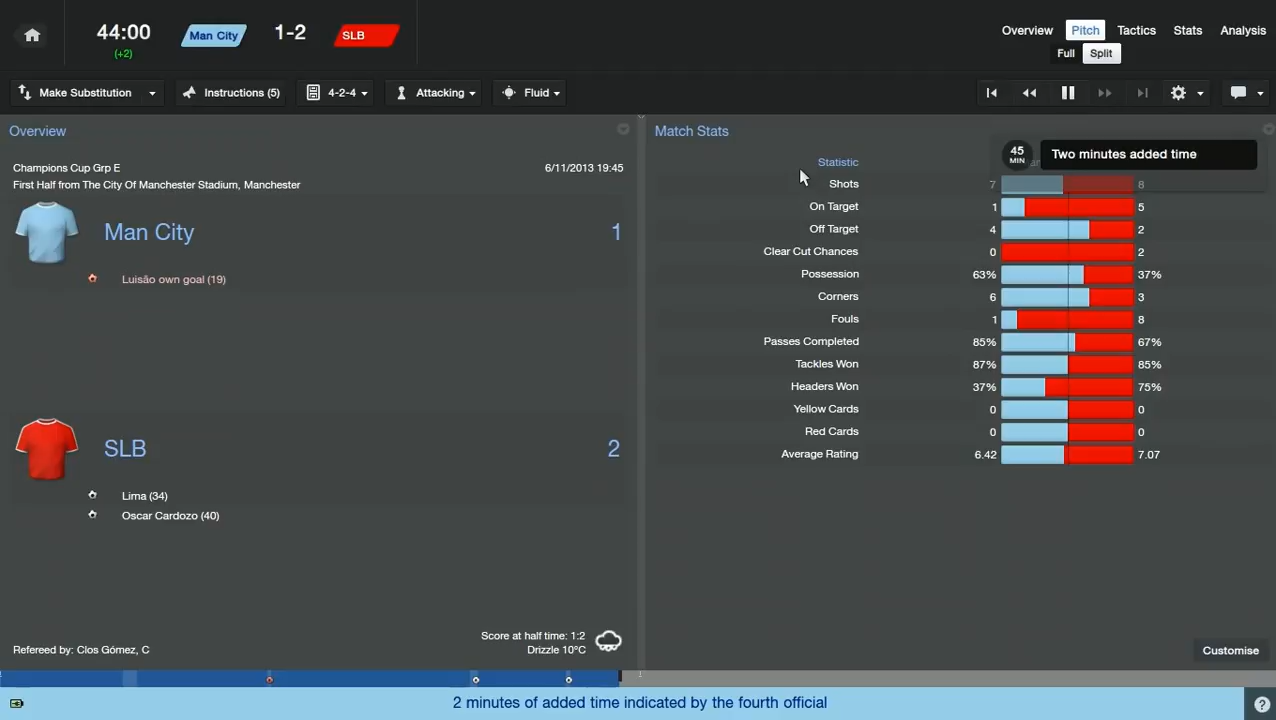 44:00
(+2)
Man City
1-2
SLB
Overview
Pitch
Tactics
Stats
Analysis
Full
Split
Make Substitution
Instructions (5)
4-2-4
Attacking
Fluid
Overview
Champions Cup Grp E
6/11/2013 19:45
First Half from The City Of Manchester Stadium, Manchester
Man City
1
Luisão own goal (19)
SLB
2
Lima (34)
Oscar Cardozo (40)
Score at half time: 1:2
Drizzle 10°C
Refereed by: Clos Gómez, C
Match Stats
45
MIN
Two minutes added time
Statistic
Shots 7 8
On Target 1 5
Off Target 4 2
Clear Cut Chances 0 2
Possession 63% 37%
Corners 6 3
Fouls 1 8
Passes Completed 85% 67%
Tackles Won 87% 85%
Headers Won 37% 75%
Yellow Cards 0 0
Red Cards 0 0
Average Rating 6.42 7.07
Customise
2 minutes of added time indicated by the fourth official
?